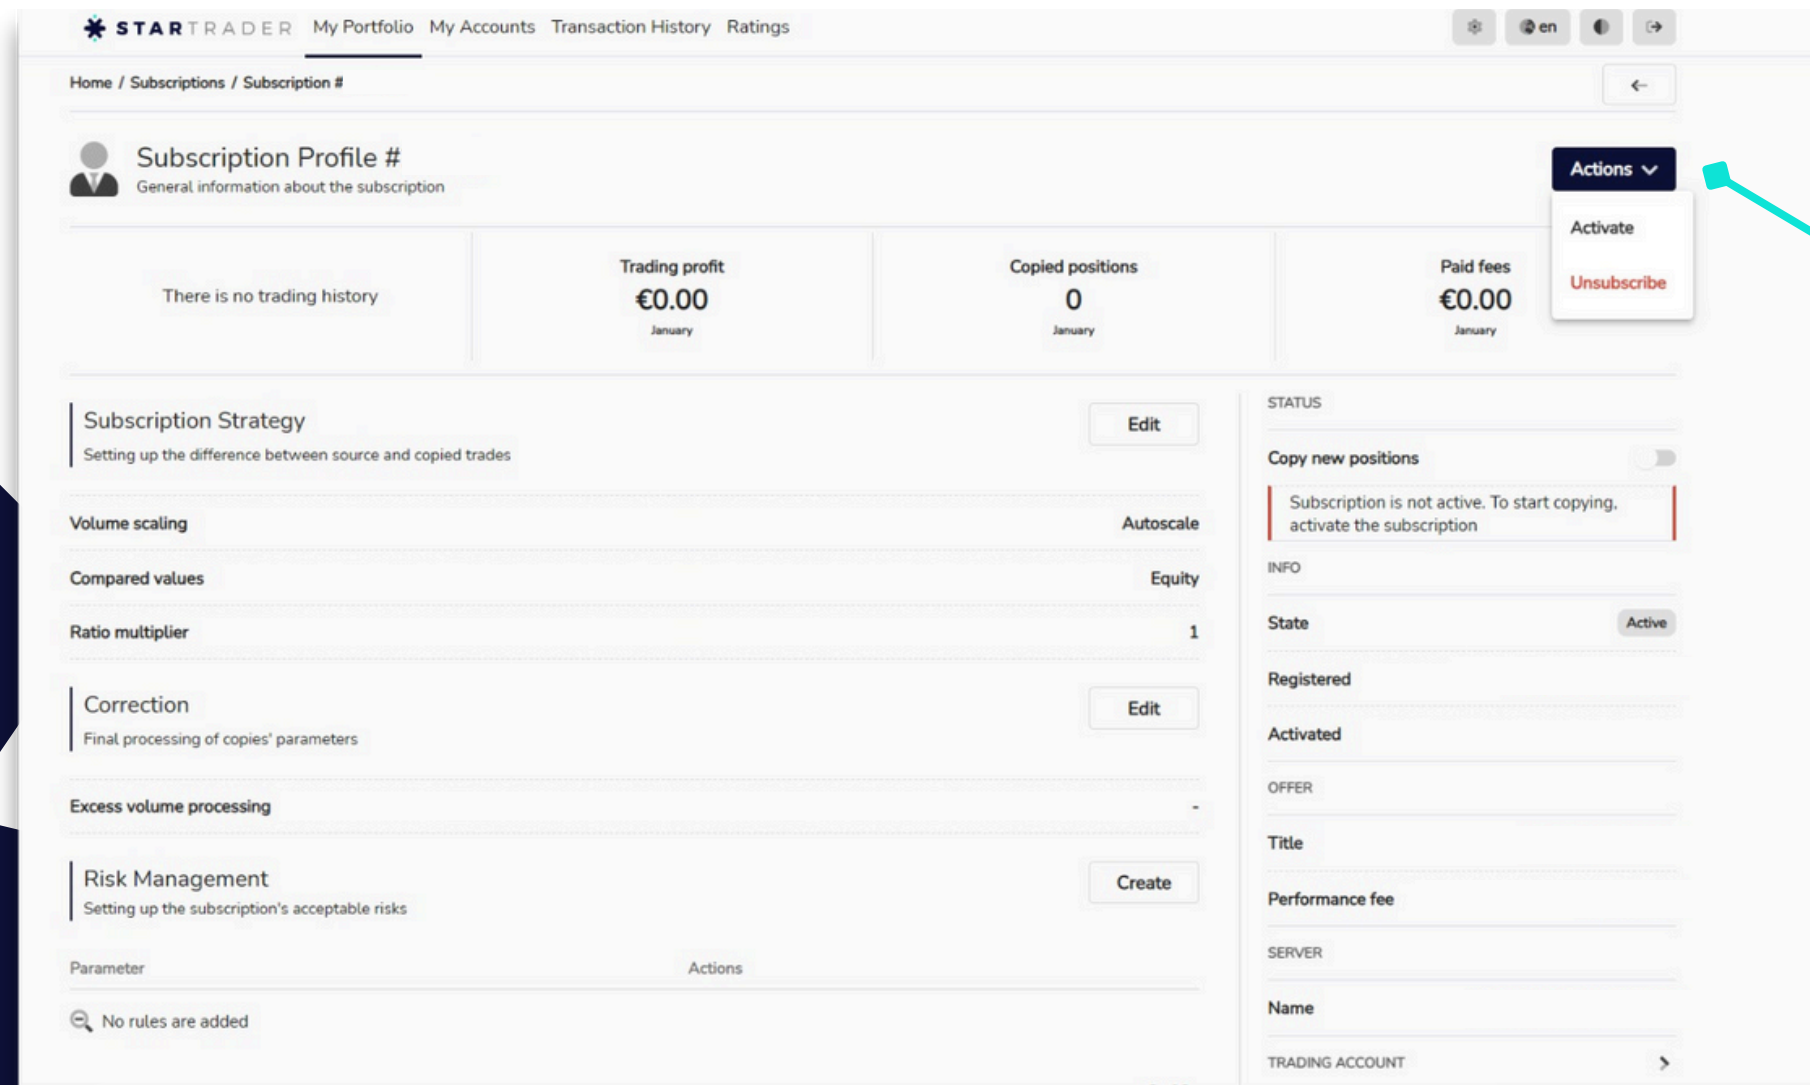 STARTRADER My Portfolio My Accounts Transaction History Ratings en
Home / Subscriptions / Subscription #
Subscription Profile #
General information about the subscription
Actions
Activate
Unsubscribe
There is no trading history
Trading profit
€0.00
January
Copied positions
0
January
Paid fees
€0.00
January
Subscription Strategy
Setting up the difference between source and copied trades
Edit
Volume scaling Autoscale
Compared values Equity
Ratio multiplier 1
Correction
Final processing of copies' parameters
Edit
Excess volume processing -
Risk Management
Setting up the subscription's acceptable risks
Create
Parameter Actions
No rules are added
STATUS
Copy new positions
Subscription is not active. To start copying,
activate the subscription
INFO
State Active
Registered
Activated
OFFER
Title
Performance fee
SERVER
Name
TRADING ACCOUNT